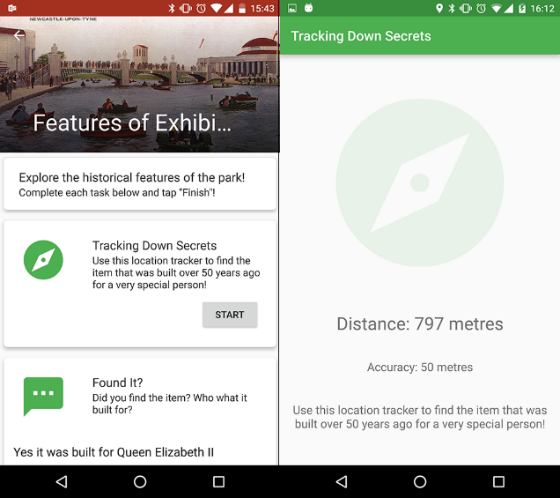 15:43
NEWCASTLE-UPON-TYNE
Features of Exhibi...
Explore the historical features of the park!
Complete each task below and tap "Finish"!
Tracking Down Secrets
Use this location tracker to find the
item that was built over 50 years ago
for a very special person!
START
Found It?
Did you find the item? Who what it
built for?
Yes it was built for Queen Elizabeth II
16:12
Tracking Down Secrets
Distance: 797 metres
Accuracy: 50 metres
Use this location tracker to find the item that was
built over 50 years ago for a very special person!